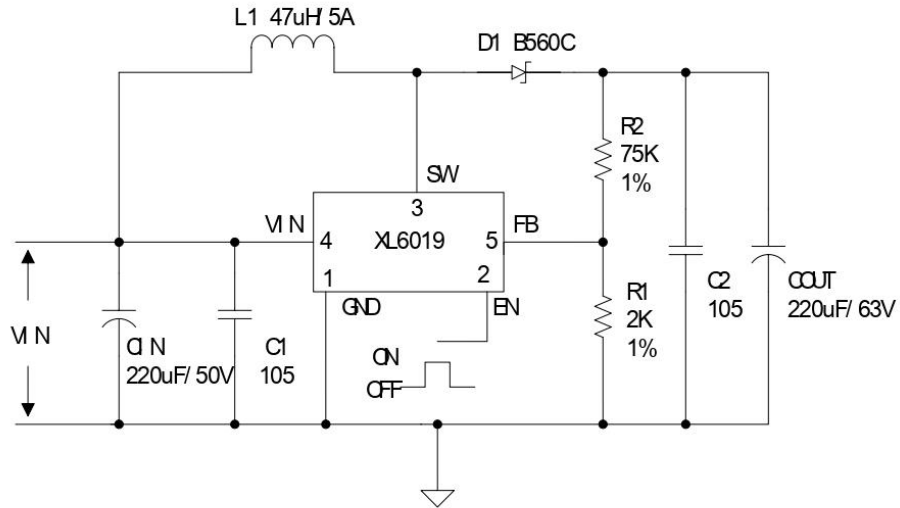 L1 47uH/5A
D1 B560C
R2
75K
1%
SW
3
VIN
4
XL6019
5
FB
1
2
GND
EN
R1
2K
1%
C2
105
COUT
220uF/63V
VIN
CIN
220uF/50V
C1
105
ON
OFF